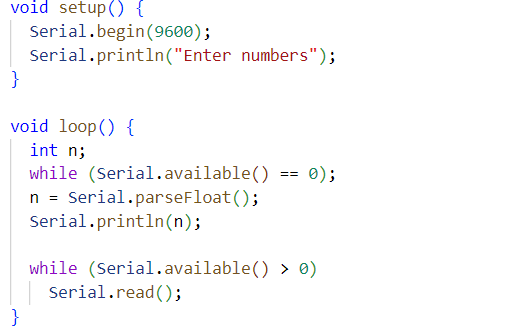 void setup() {
  Serial.begin(9600);
  Serial.println("Enter numbers");
}

void loop() {
  int n;
  while (Serial.available() == 0);
  n = Serial.parseFloat();
  Serial.println(n);

  while (Serial.available() > 0)
    Serial.read();
}